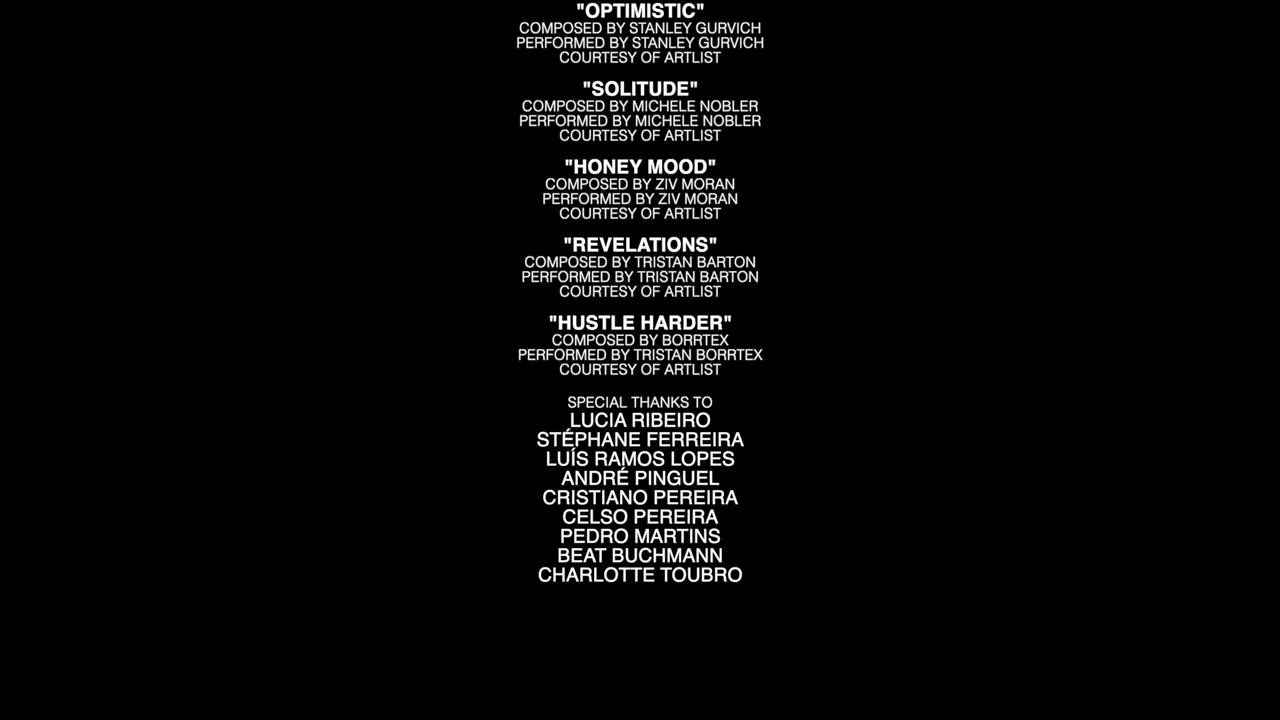 "OPTIMISTIC"
COMPOSED BY STANLEY GURVICH
PERFORMED BY STANLEY GURVICH
COURTESY OF ARTLIST
"SOLITUDE"
COMPOSED BY MICHELE NOBLER
PERFORMED BY MICHELE NOBLER
COURTESY OF ARTLIST
"HONEY MOOD"
COMPOSED BY ZIV MORAN
PERFORMED BY ZIV MORAN
COURTESY OF ARTLIST
"REVELATIONS"
COMPOSED BY TRISTAN BARTON
PERFORMED BY TRISTAN BARTON
COURTESY OF ARTLIST
"HUSTLE HARDER"
COMPOSED BY BORRTEX
PERFORMED BY TRISTAN BORRTEX
COURTESY OF ARTLIST
SPECIAL THANKS TO
LUCIA RIBEIRO
STÉPHANE FERREIRA
LUÍS RAMOS LOPES
ANDRÉ PINGUEL
CRISTIANO PEREIRA
CELSO PEREIRA
PEDRO MARTINS
BEAT BUCHMANN
CHARLOTTE TOUBRO